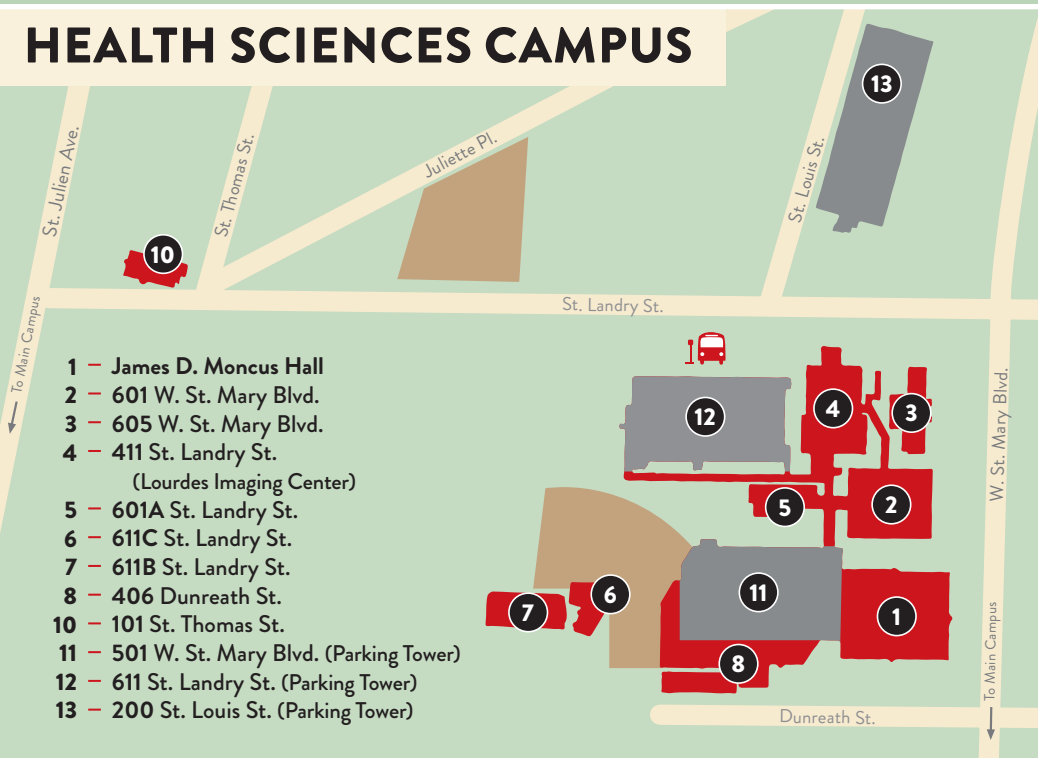 HEALTH SCIENCES CAMPUS
13
St. Julien Ave.
St. Thomas St.
Juliette Pl.
St. Louis St.
10
St. Landry St.
To Main Campus
1 – James D. Moncus Hall
2 – 601 W. St. Mary Blvd.
3 – 605 W. St. Mary Blvd.
4 – 411 St. Landry St.
(Lourdes Imaging Center)
5 – 601A St. Landry St.
6 – 611C St. Landry St.
7 – 611B St. Landry St.
8 – 406 Dunreath St.
10 – 101 St. Thomas St.
11 – 501 W. St. Mary Blvd. (Parking Tower)
12 – 611 St. Landry St. (Parking Tower)
13 – 200 St. Louis St. (Parking Tower)
12
4
3
W. St. Mary Blvd.
5
2
7
6
11
1
8
To Main Campus
Dunreath St.